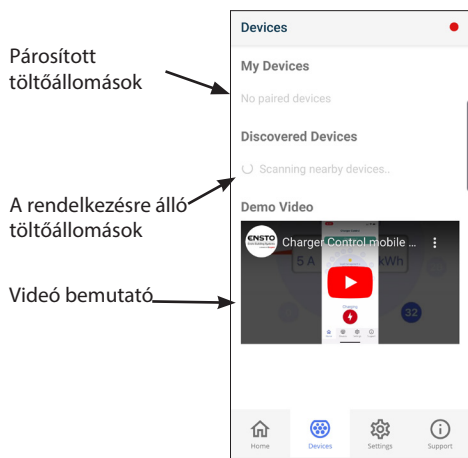 Párosított
töltőállomások
A rendelkezésre álló
töltőállomások
Videó bemutató
Devices
My Devices
No paired devices
Discovered Devices
Scanning nearby devices..
Demo Video
ENSTO
Charger Control mobile ...
5 A
kWh
Charging
32
Home
Devices
Settings
Support